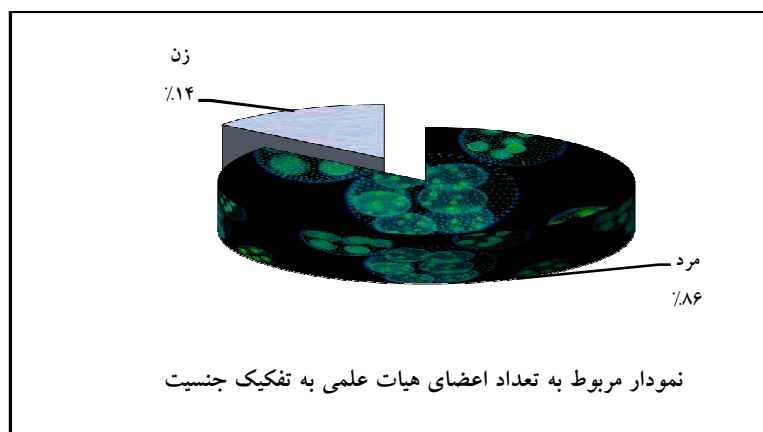 زن
٪۱۴
مرد
٪۸۶
نمودار مربوط به تعداد اعضای هیات علمی به تفکیک جنسیت